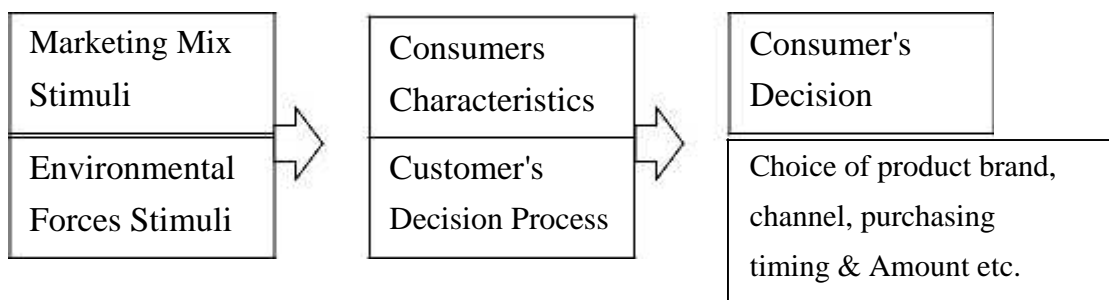 Marketing Mix
Stimuli
Environmental
Forces Stimuli
Consumers
Characteristics
Customer's
Decision Process
Consumer's
Decision
Choice of product brand,
channel, purchasing
timing & Amount etc.